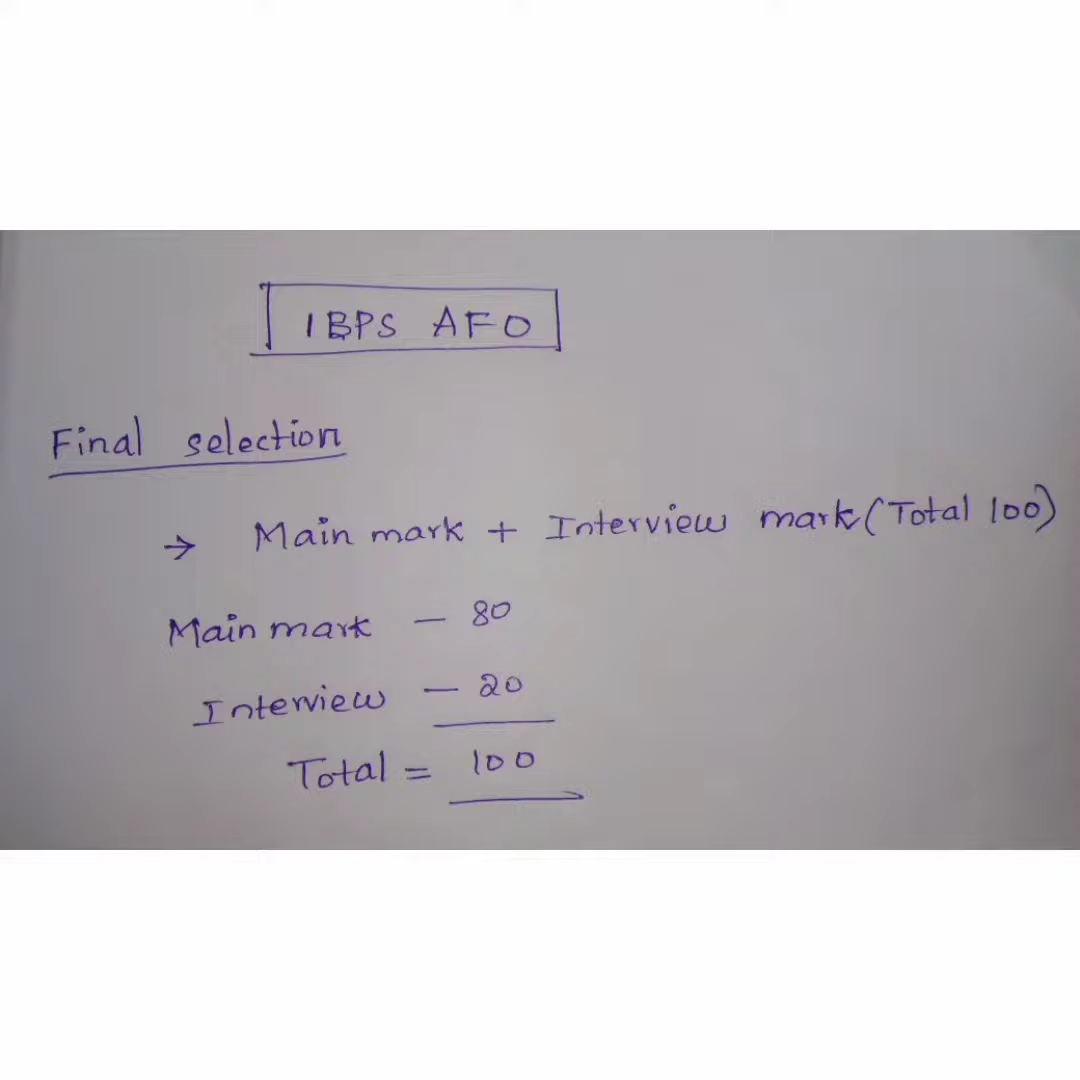 IBPS AFO
Final selection
→ Main mark + Interview mark (Total 100)
Main mark — 80
Interview — 20
Total = 100